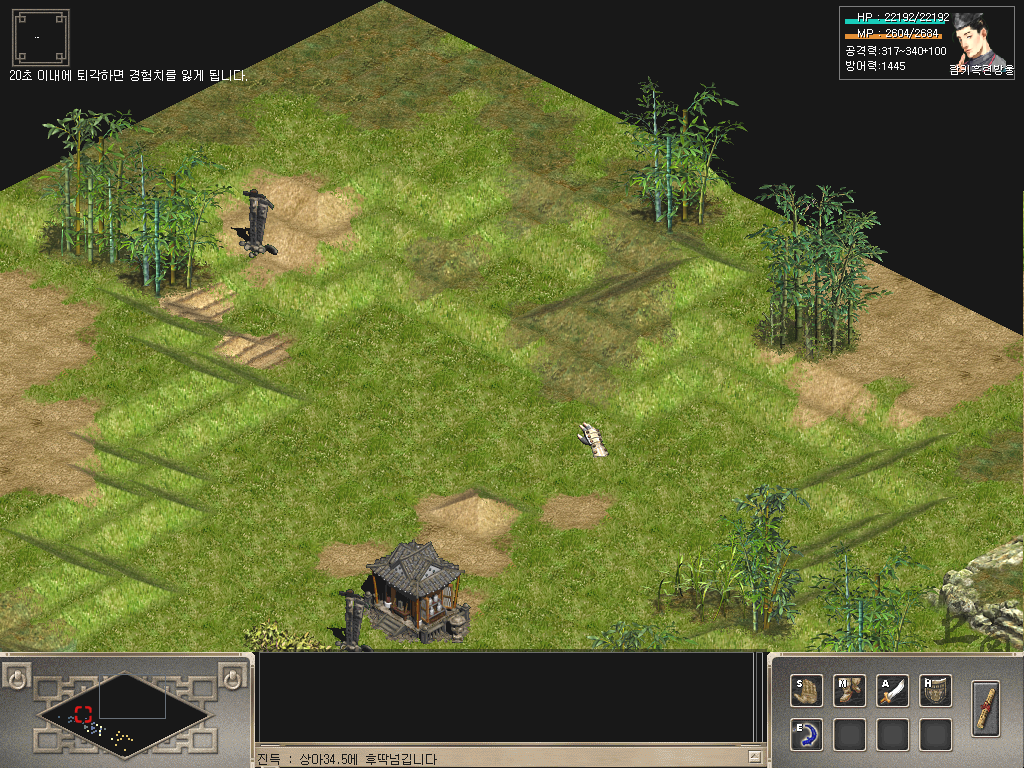 HP : 22192/22192
MP : 2604/2684
공격력:317~340+100
방어력:1445
20초 이내에 퇴각하면 경험치를 잃게 됩니다.
S
M
A
R
E
진득 : 상아34.5에 후딱넘깁니다